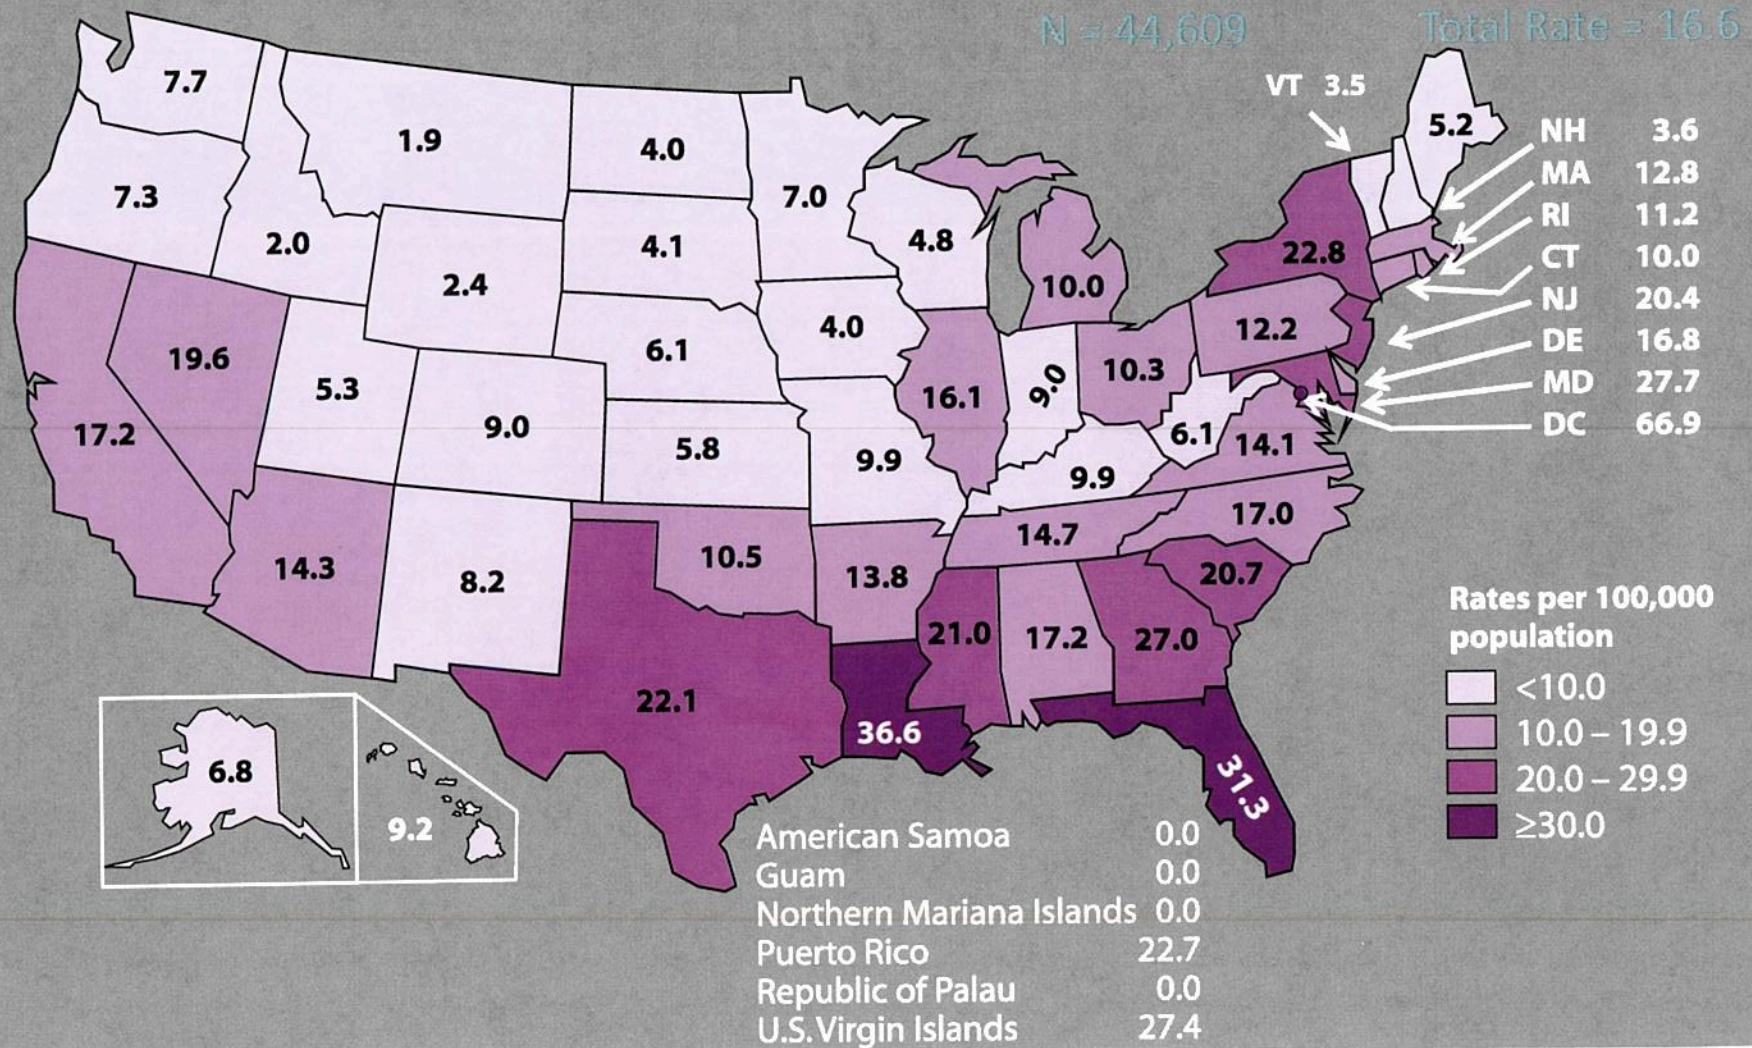 N = 44,609
Total Rate = 16.6
VT 3.5
7.7
1.9
4.0
7.0
5.2
NH 3.6
MA 12.8
RI 11.2
CT 10.0
NJ 20.4
DE 16.8
MD 27.7
DC 66.9
7.3
2.0
2.4
4.1
4.8
10.0
22.8
12.2
19.6
5.3
6.1
4.0
16.1
9.0
10.3
17.2
9.0
5.8
9.9
9.9
6.1
14.1
14.3
8.2
10.5
13.8
14.7
17.0
20.7
22.1
36.6
21.0
17.2
27.0
31.3
6.8
9.2
Rates per 100,000
population
<10.0
10.0 – 19.9
20.0 – 29.9
≥30.0
American Samoa 0.0
Guam 0.0
Northern Mariana Islands 0.0
Puerto Rico 22.7
Republic of Palau 0.0
U.S. Virgin Islands 27.4